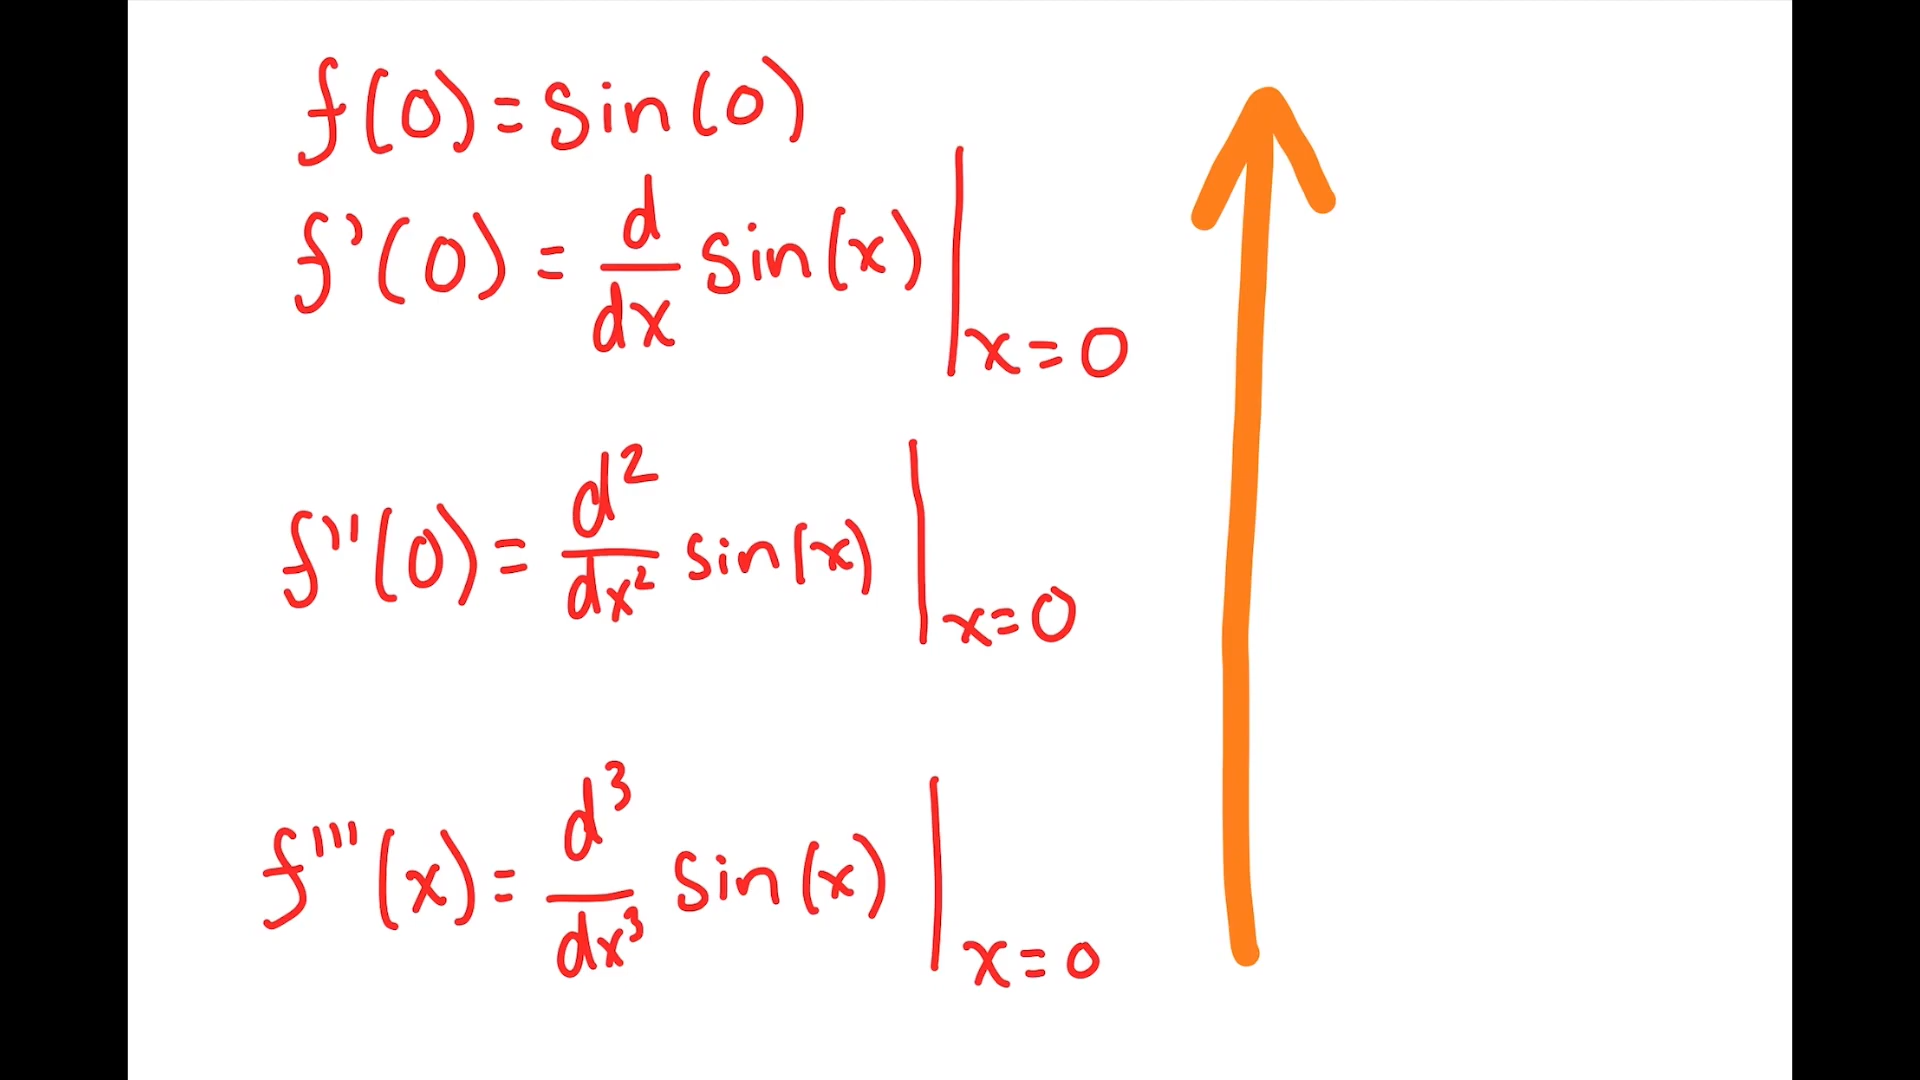 f(0)=sin(0)
f'(0) = d/dx sin(x) |x=0
f''(0) = d²/dx² sin(x) |x=0
f'''(x) = d³/dx³ sin(x) |x=0